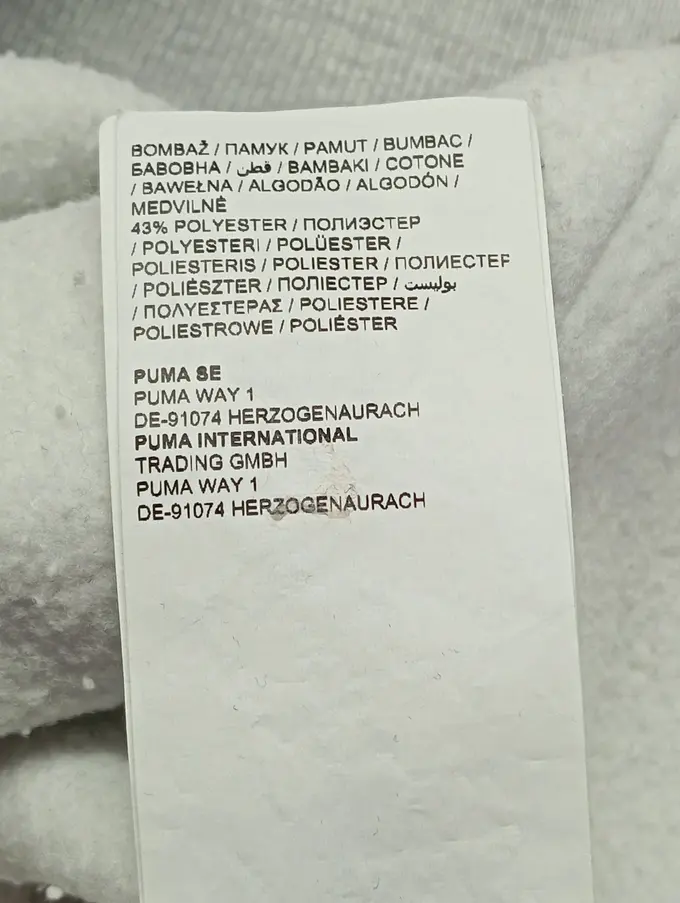 BOMBAŽ / ПАМУК / PAMUT / BUMBAC /
БАВОВНА / قطن / BAMBAKI / COTONE
/ BAWEŁNA / ALGODÃO / ALGODÓN /
MEDVILNĖ
43% POLYESTER / ПОЛИЭСТЕР
/ POLYESTERI / POLÜESTER /
POLIESTERIS / POLIESTER / ПОЛИЕСТЕР
/ POLIÉSZTER / ПОЛІЕСТЕР / بوليست
/ ΠΟΛΥΕΣΤΕΡΑΣ / POLIESTERE /
POLIESTROWE / POLIÉSTER
PUMA SE
PUMA WAY 1
DE-91074 HERZOGENAURACH
PUMA INTERNATIONAL
TRADING GMBH
PUMA WAY 1
DE-91074 HERZOGENAURACH